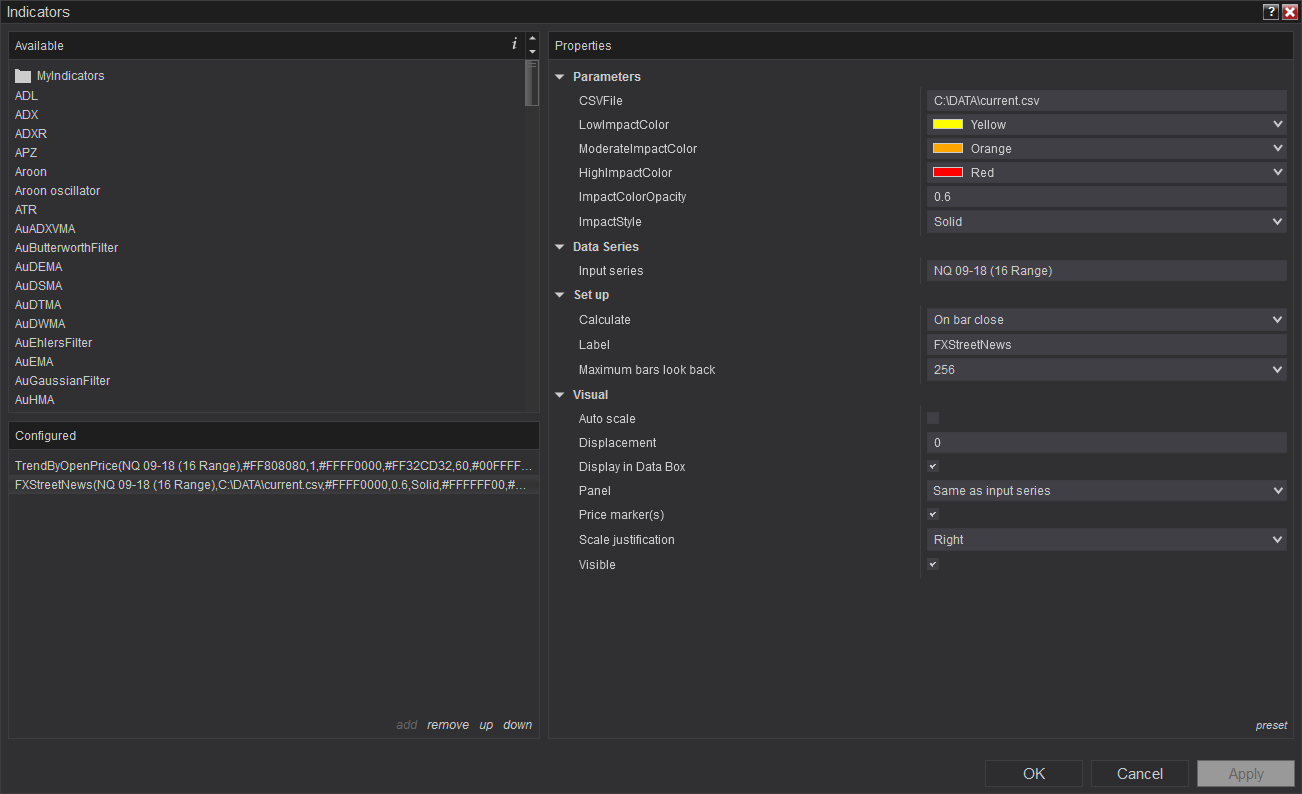 Indicators
?
Available
i
MyIndicators
ADL
ADX
ADXR
APZ
Aroon
Aroon oscillator
ATR
AuADXVMA
AuButterworthFilter
AuDEMA
AuDSMA
AuDTMA
AuDWMA
AuEhlersFilter
AuEMA
AuGaussianFilter
AuHMA
Configured
TrendByOpenPrice(NQ 09-18 (16 Range),#FF808080,1,#FFFF0000,#FF32CD32,60,#00FFFF...
FXStreetNews(NQ 09-18 (16 Range),C:\DATA\current.csv,#FFFF0000,0.6,Solid,#FFFFFF00,#...
add remove up down
Properties
Parameters
CSVFile C:\DATA\current.csv
LowImpactColor Yellow
ModerateImpactColor Orange
HighImpactColor Red
ImpactColorOpacity 0.6
ImpactStyle Solid
Data Series
Input series NQ 09-18 (16 Range)
Set up
Calculate On bar close
Label FXStreetNews
Maximum bars look back 256
Visual
Auto scale
Displacement 0
Display in Data Box
Panel Same as input series
Price marker(s)
Scale justification Right
Visible
preset
OK Cancel Apply